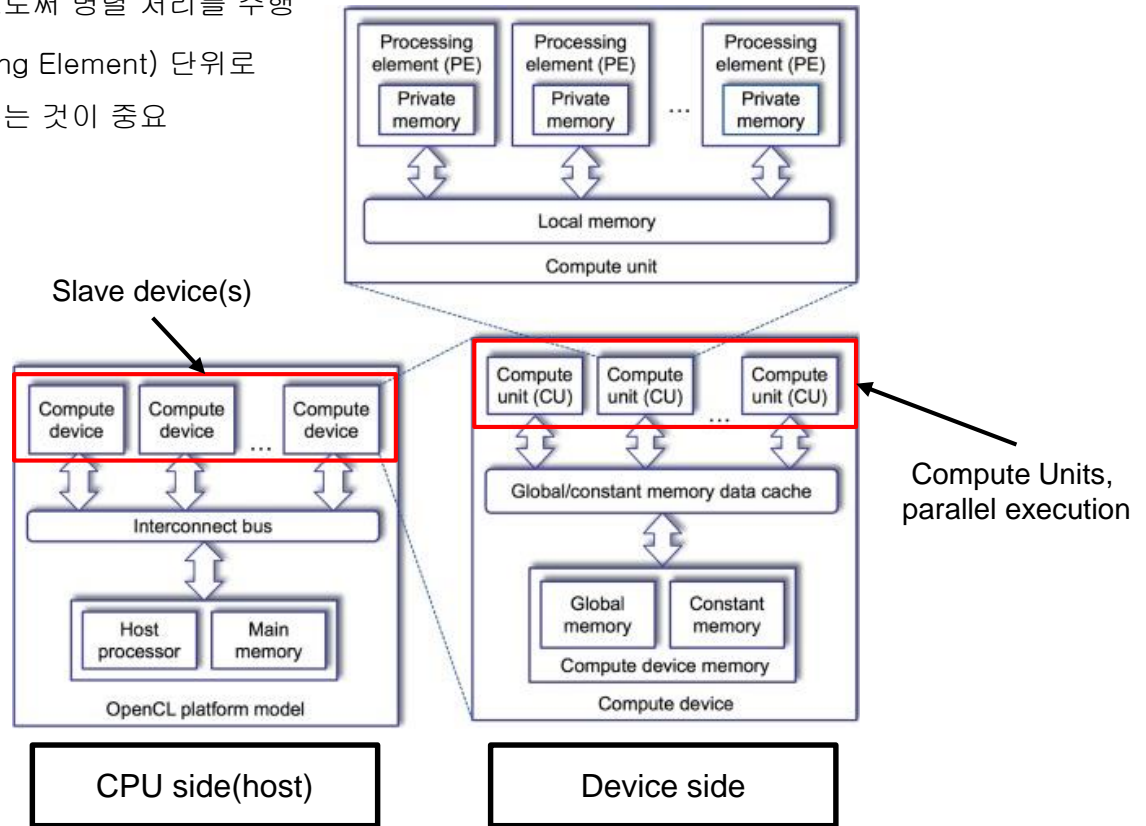 로써 병렬 처리를 수행
ng Element) 단위로
는 것이 중요
Processing
element (PE)
Private
memory
Processing
element (PE)
Private
memory
...
Processing
element (PE)
Private
memory
Local memory
Compute unit
Slave device(s)
Compute
device
Compute
device
...
Compute
device
Interconnect bus
Host
processor
Main
memory
OpenCL platform model
Compute
unit (CU)
Compute
unit (CU)
...
Compute
unit (CU)
Global/constant memory data cache
Global
memory
Constant
memory
Compute device memory
Compute device
Compute Units,
parallel execution
CPU side(host)
Device side